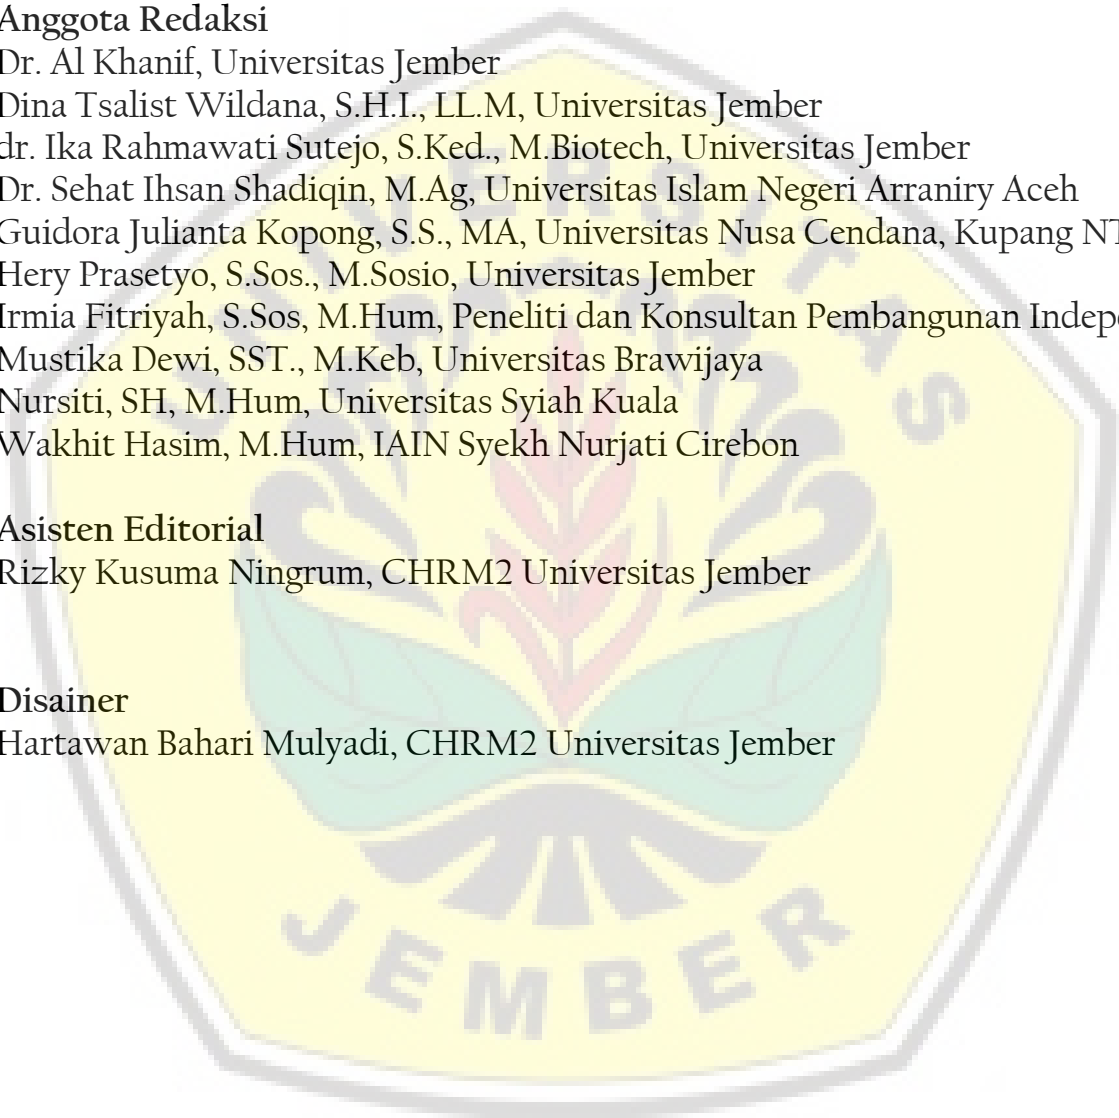 Anggota Redaksi
Dr. Al Khanif, Universitas Jember
Dina Tsalist Wildana, S.H.I., LL.M, Universitas Jember
dr. Ika Rahmawati Sutejo, S.Ked., M.Biotech, Universitas Jember
Dr. Sehat Ihsan Shadiqin, M.Ag, Universitas Islam Negeri Arraniry Aceh
Guidora Julianta Kopong, S.S., MA, Universitas Nusa Cendana, Kupang
Hery Prasetyo, S.Sos., M.Sosio, Universitas Jember
Irmia Fitriyah, S.Sos, M.Hum, Peneliti dan Konsultan Pembangunan
Mustika Dewi, SST., M.Keb, Universitas Brawijaya
Nursiti, SH, M.Hum, Universitas Syiah Kuala
Wakhit Hasim, M.Hum, IAIN Syekh Nurjati Cirebon
Asisten Editorial
Rizky Kusuma Ningrum, CHRM2 Universitas Jember
Disainer
Hartawan Bahari Mulyadi, CHRM2 Universitas Jember
UNIVERSITAS
JEMBER